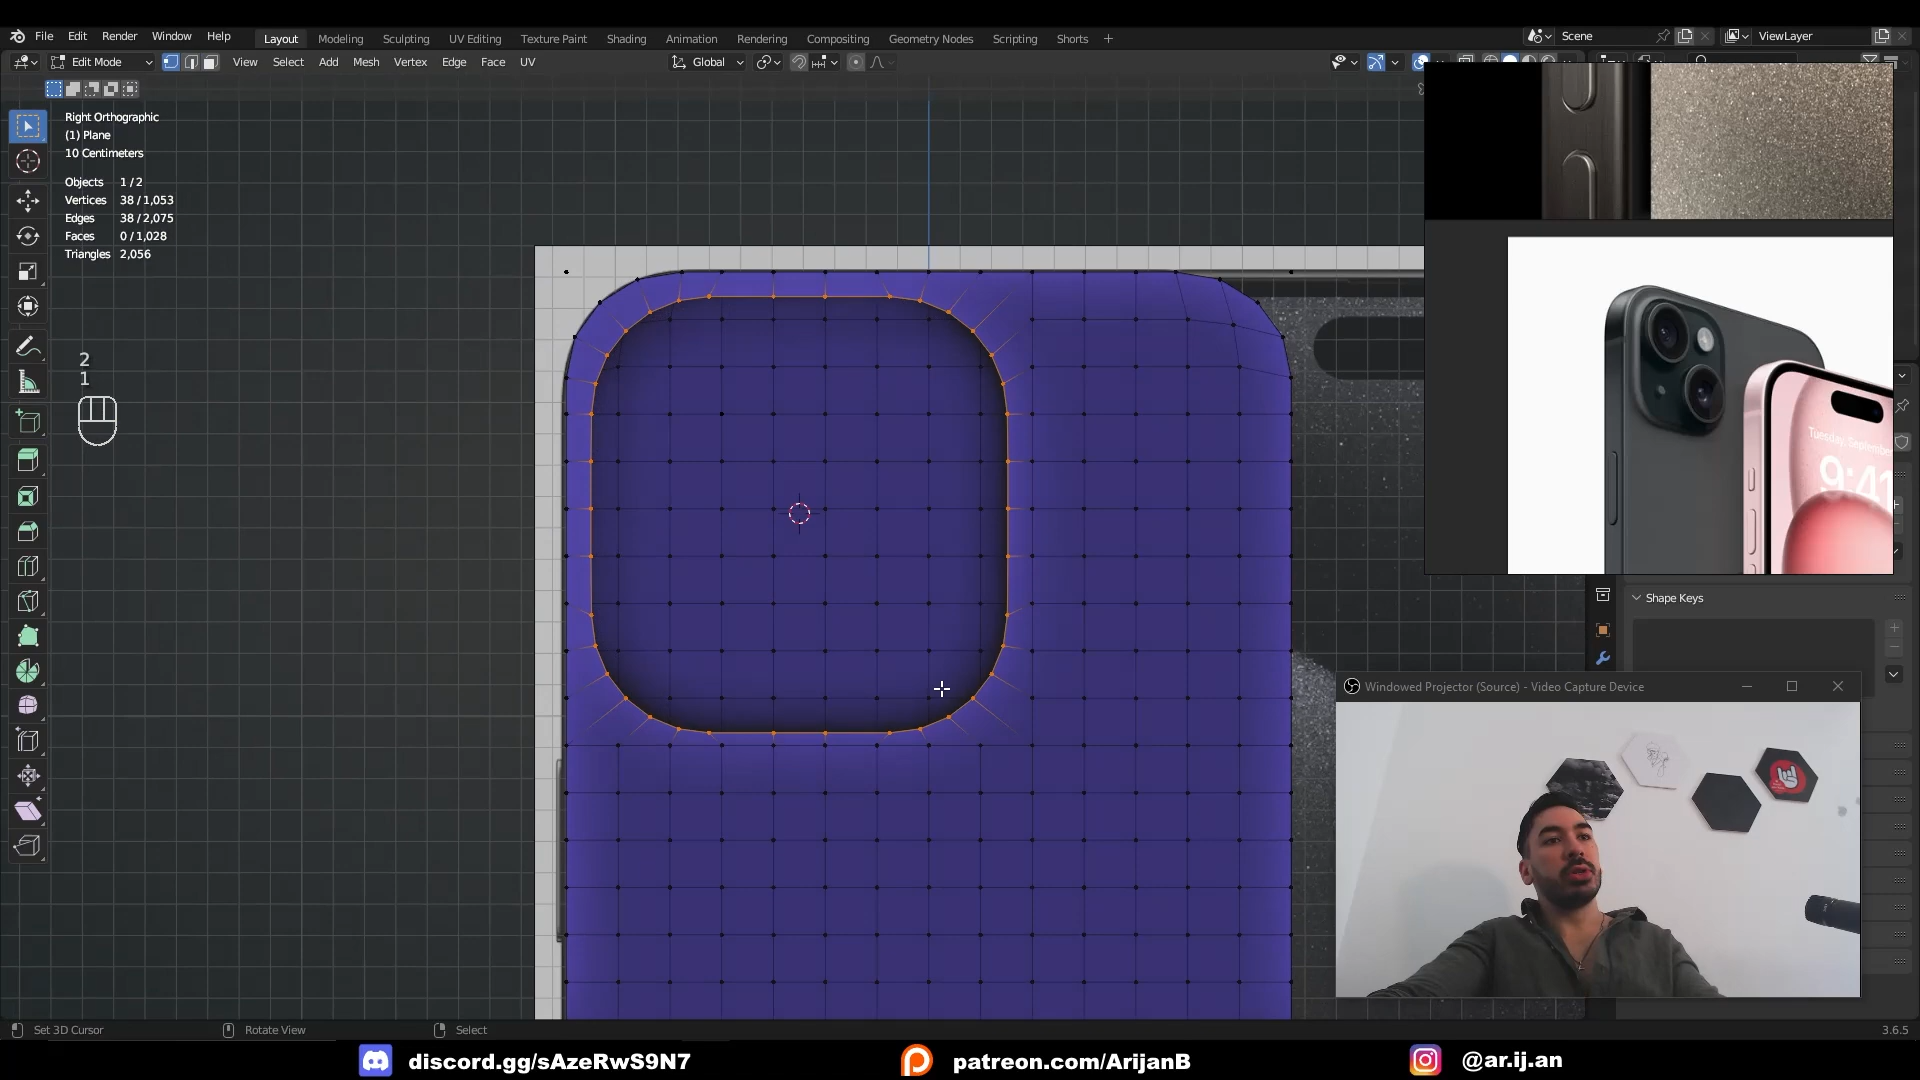 File Edit Render Window Help
Layout Modeling Sculpting UV Editing Texture Paint Shading Animation Rendering Compositing Geometry Nodes Scripting Shorts +
Scene
ViewLayer
Edit Mode
View Select Add Mesh Vertex Edge Face UV
Global
Right Orthographic
(1) Plane
10 Centimeters
Objects 1 / 2
Vertices 38 / 1,053
Edges 38 / 2,075
Faces 0 / 1,028
Triangles 2,056
2
1
Tuesday, September
9:41
Shape Keys
Windowed Projector (Source) - Video Capture Device
Set 3D Cursor
Rotate View
Select
3.6.5
discord.gg/sAzeRwS9N7
patreon.com/ArijanB
@ar.ij.an